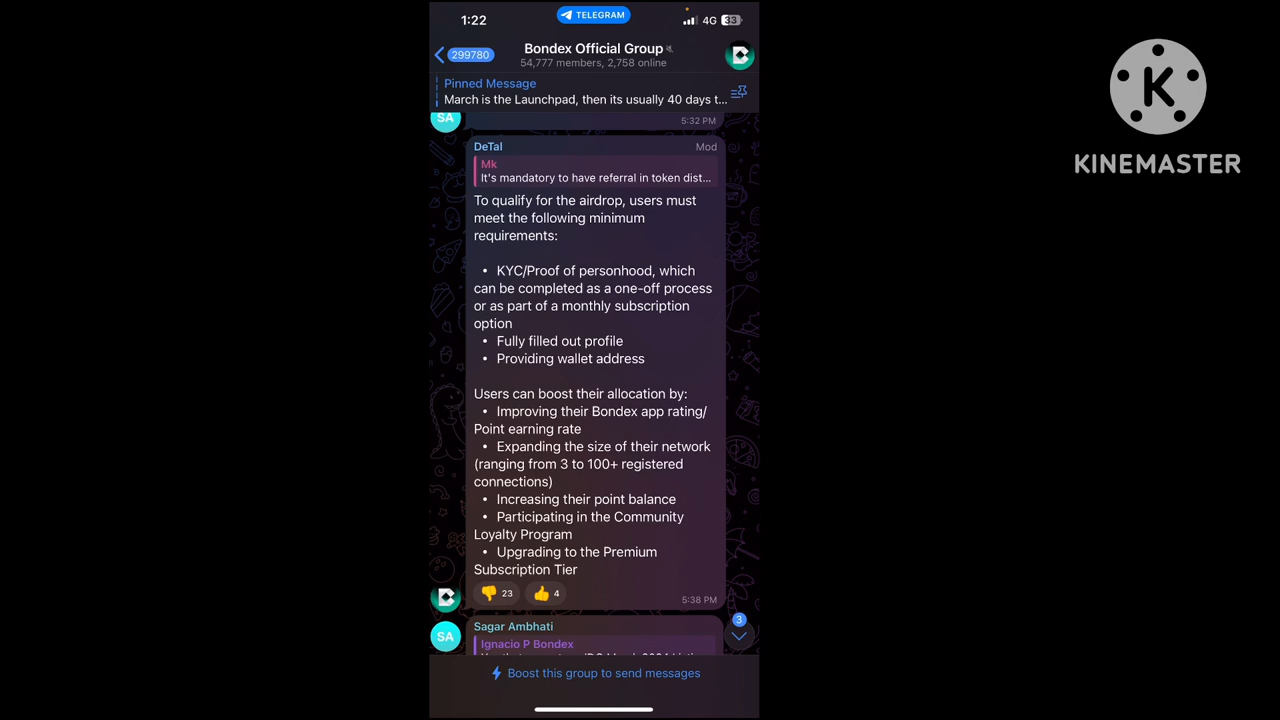 1:22
TELEGRAM
4G
33
299780
Bondex Official Group
54,777 members, 2,758 online
Pinned Message
March is the Launchpad, then its usually 40 days t...
SA
5:32 PM
DeTal
Mod
Mk
It's mandatory to have referral in token dist...
To qualify for the airdrop, users must
meet the following minimum
requirements:
• KYC/Proof of personhood, which
can be completed as a one-off process
or as part of a monthly subscription
option
• Fully filled out profile
• Providing wallet address
Users can boost their allocation by:
• Improving their Bondex app rating/
Point earning rate
• Expanding the size of their network
(ranging from 3 to 100+ registered
connections)
• Increasing their point balance
• Participating in the Community
Loyalty Program
• Upgrading to the Premium
Subscription Tier
👎 23
👍 4
5:38 PM
3
SA
Sagar Ambhati
Ignacio P Bondex
Boost this group to send messages
K
KINEMASTER